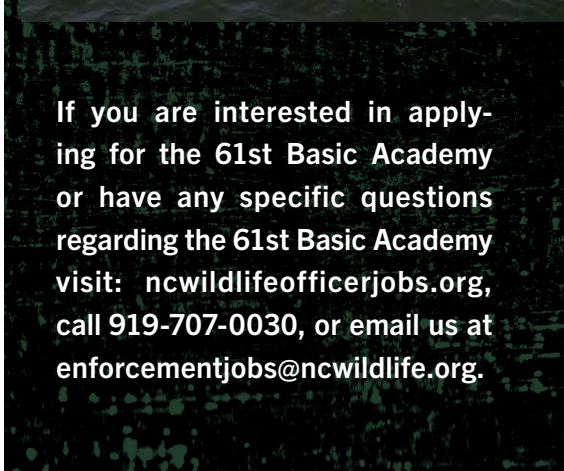 If you are interested in apply-
ing for the 61st Basic Academy
or have any specific questions
regarding the 61st Basic Academy
visit: ncwildlifeofficerjobs.org,
call 919-707-0030, or email us at
enforcementjobs@ncwildlife.org.